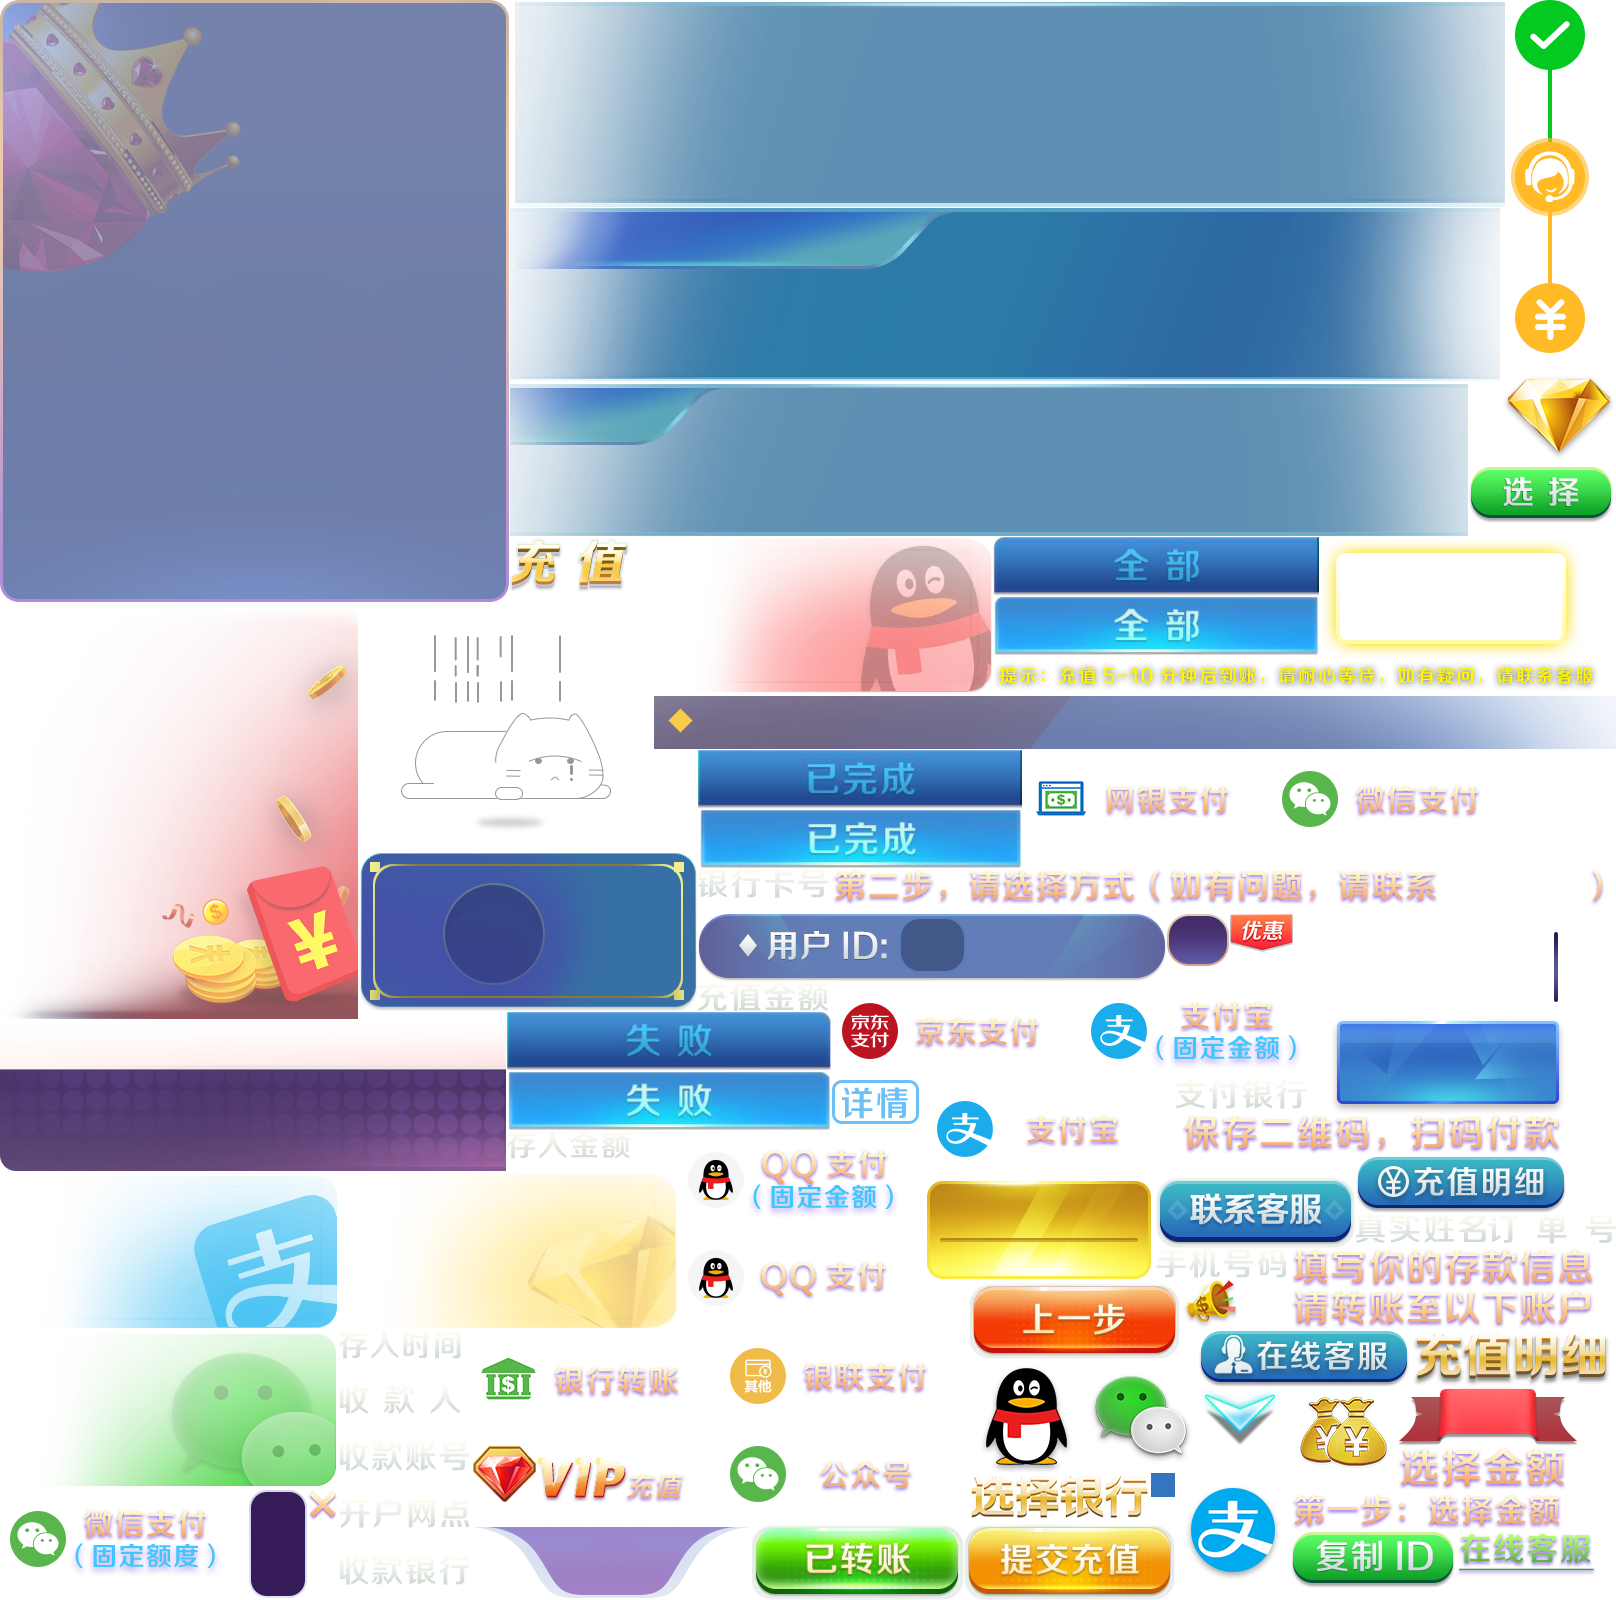 选 择
充 值
全 部
全 部
提示：充值 5-10 分钟后到账，请耐心等待，如有疑问，请联系客服
已完成
网银支付
微信支付
已完成
银行卡号
第二步，请选择方式（如有问题，请联系 ）
用户 ID:
优惠
充值金额
失 败
京东支付
京东支付
支付宝
（固定金额）
失 败
详情
支付银行
支付宝
保存二维码，扫码付款
存入金额
QQ 支付
（固定金额）
¥充值明细
联系客服
真实姓名
订 单 号
手机号码
填写你的存款信息
QQ 支付
请转账至以下账户
上一步
存入时间
在线客服
充值明细
收 款 人
$
银行转账
其他
银联支付
收款账号
VIP充值
公众号
选择金额
选择银行
开户网点
第一步：选择金额
微信支付
（固定额度）
收款银行
已转账
提交充值
支
复制 ID
在线客服